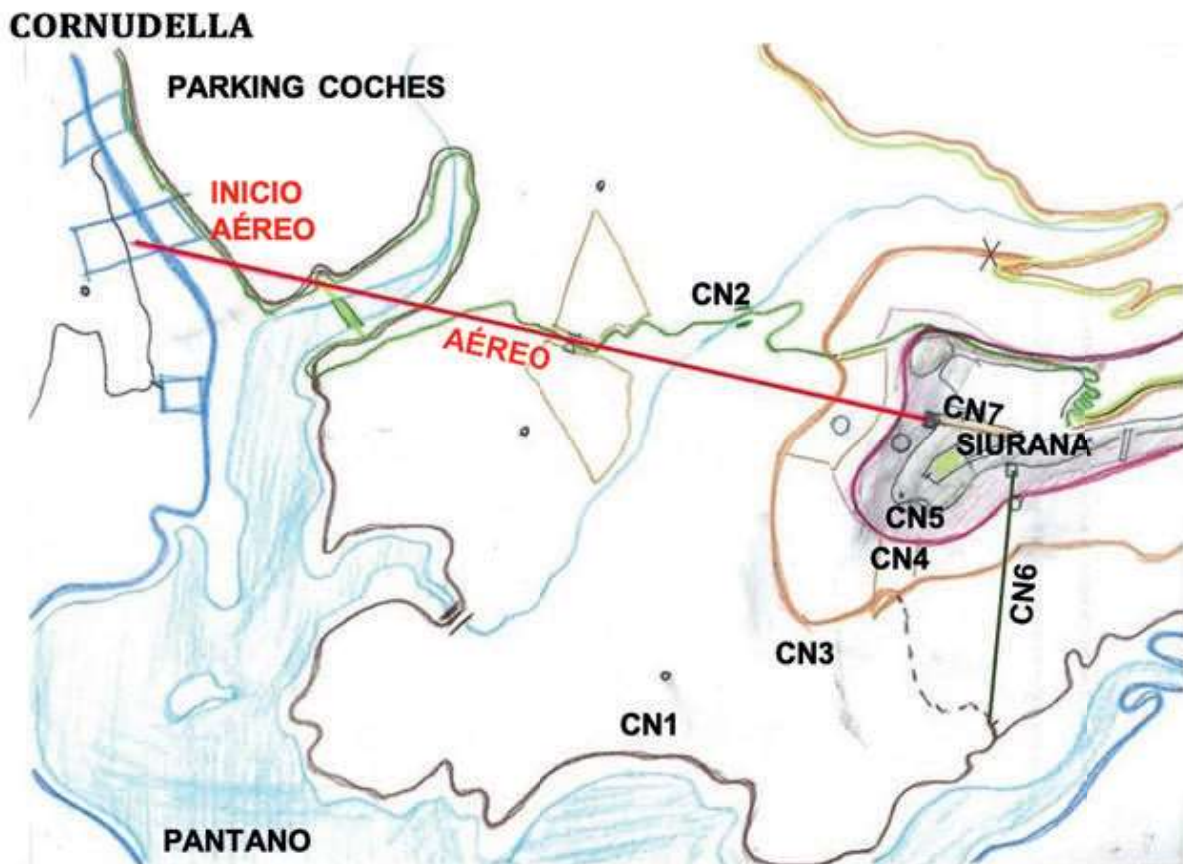 CORNUDELLA
PARKING COCHES
INICIO
AÉREO
CN2
AÉREO
CN7
SIURANA
CN5
CN4
CN6
CN3
CN1
PANTANO